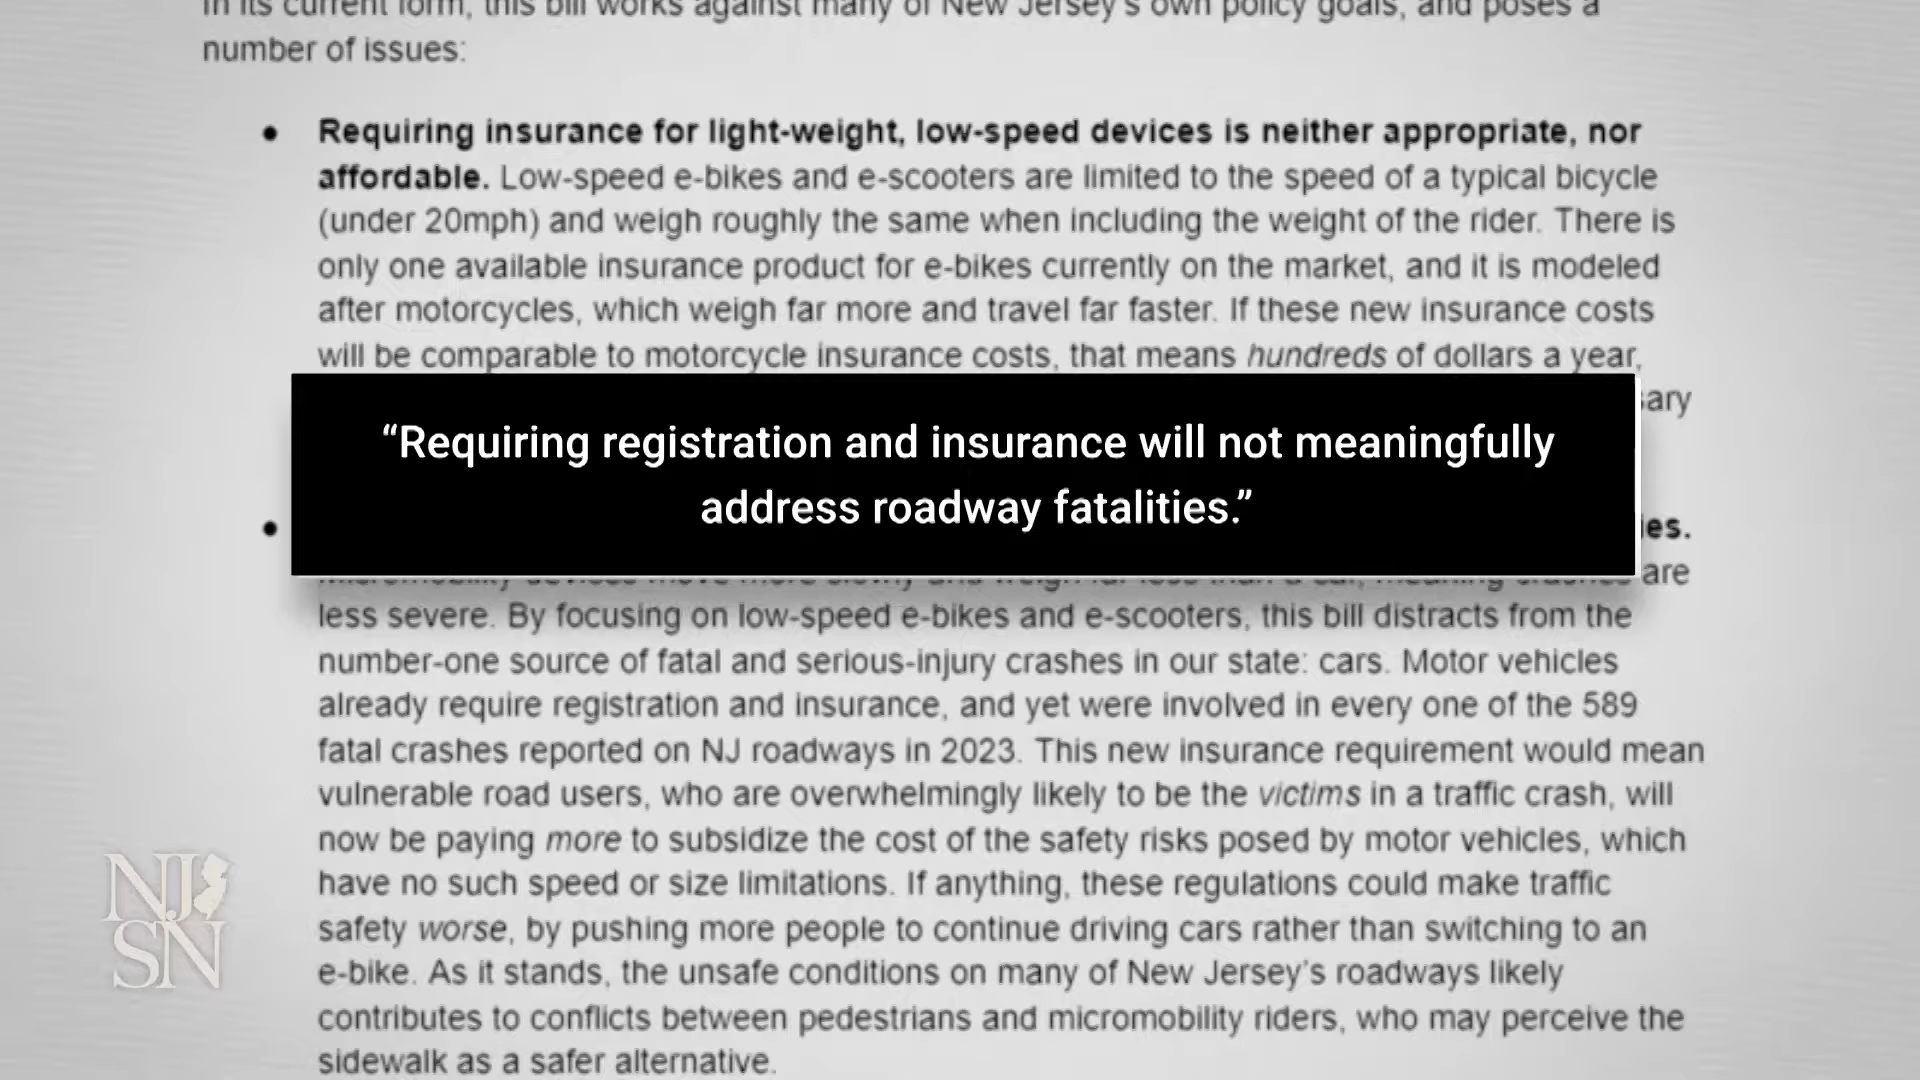 In its current form, this bill works against many of New Jersey's own policy goals, and poses a
number of issues:
• Requiring insurance for light-weight, low-speed devices is neither appropriate, nor
affordable. Low-speed e-bikes and e-scooters are limited to the speed of a typical bicycle
(under 20mph) and weigh roughly the same when including the weight of the rider. There is
only one available insurance product for e-bikes currently on the market, and it is modeled
after motorcycles, which weigh far more and travel far faster. If these new insurance costs
will be comparable to motorcycle insurance costs, that means hundreds of dollars a year,
“Requiring registration and insurance will not meaningfully
address roadway fatalities.”
• 
micromobility devices move more slowly and weigh far less than a car, meaning crashes are
less severe. By focusing on low-speed e-bikes and e-scooters, this bill distracts from the
number-one source of fatal and serious-injury crashes in our state: cars. Motor vehicles
already require registration and insurance, and yet were involved in every one of the 589
fatal crashes reported on NJ roadways in 2023. This new insurance requirement would mean
vulnerable road users, who are overwhelmingly likely to be the victims in a traffic crash, will
now be paying more to subsidize the cost of the safety risks posed by motor vehicles, which
have no such speed or size limitations. If anything, these regulations could make traffic
safety worse, by pushing more people to continue driving cars rather than switching to an
e-bike. As it stands, the unsafe conditions on many of New Jersey's roadways likely
contributes to conflicts between pedestrians and micromobility riders, who may perceive the
sidewalk as a safer alternative.
NJ
SN